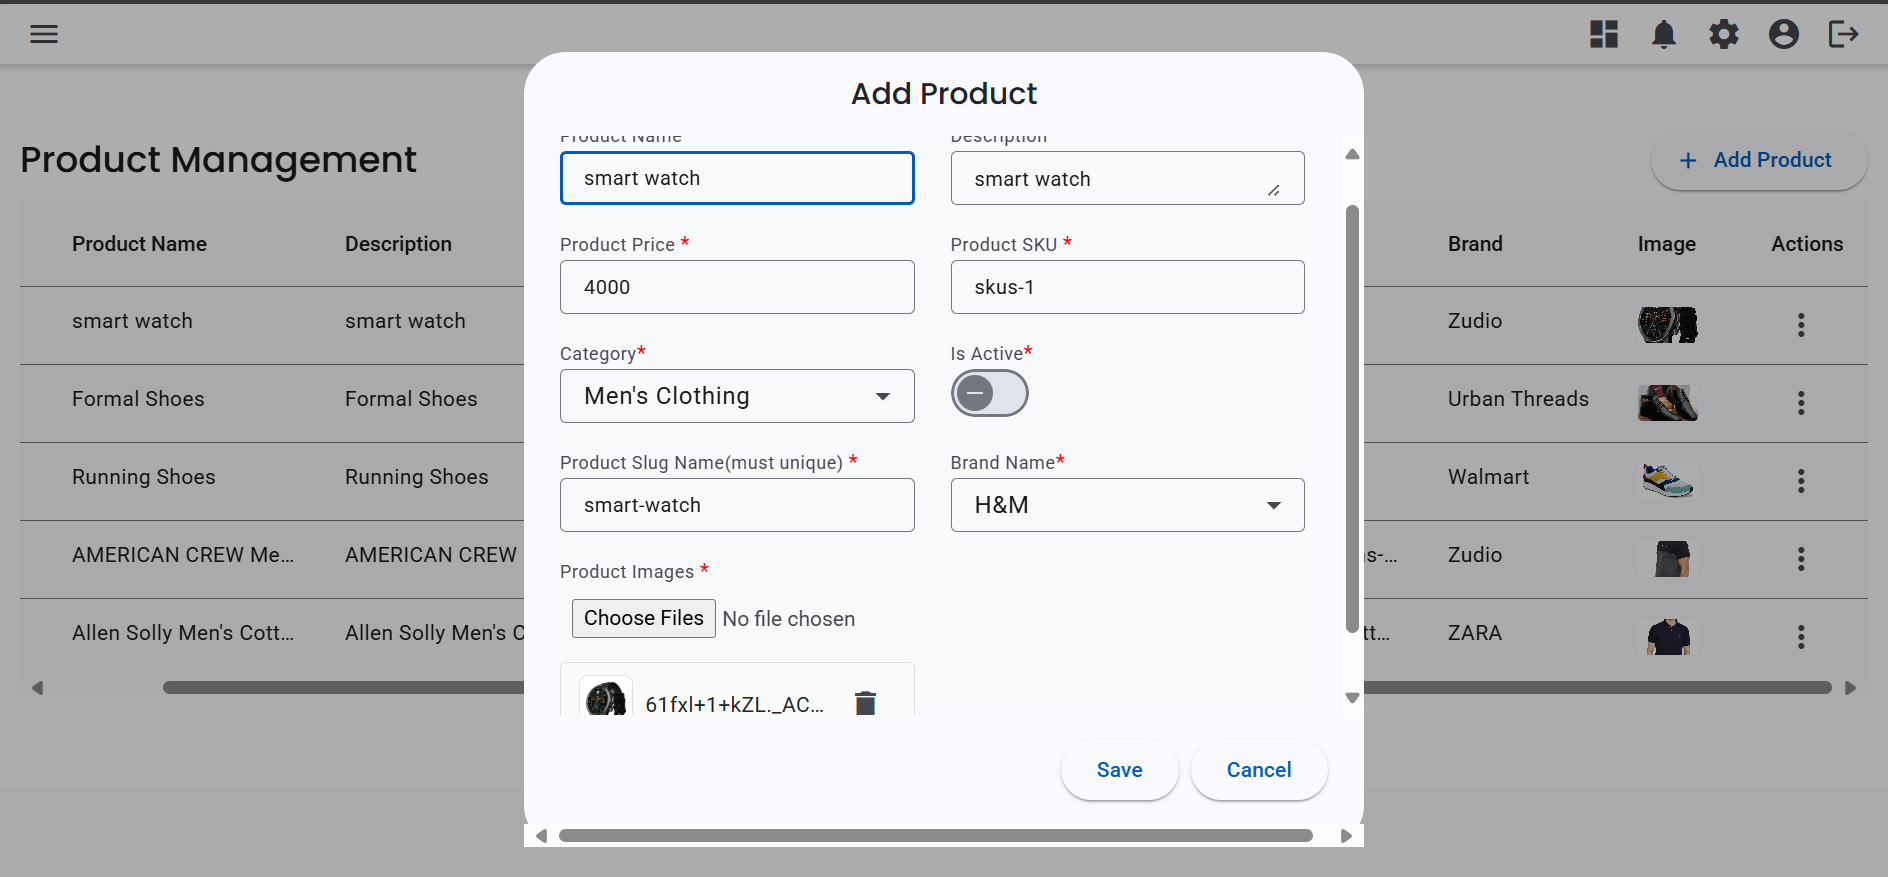 Add Product
Product Management
+ Add Product
Product Name
Description
smart watch
smart watch
Product Price *
Product SKU *
4000
skus-1
Category*
Is Active*
Men's Clothing
Product Slug Name(must unique) *
Brand Name*
smart-watch
H&M
Product Images *
Choose Files No file chosen
61fxl+1+kZL._AC...
Save
Cancel
Product Name Description Brand Image Actions
smart watch smart watch Zudio
Formal Shoes Formal Shoes Urban Threads
Running Shoes Running Shoes Walmart
AMERICAN CREW Me... AMERICAN CREW s-... Zudio
Allen Solly Men's Cott... Allen Solly Men's C tt... ZARA